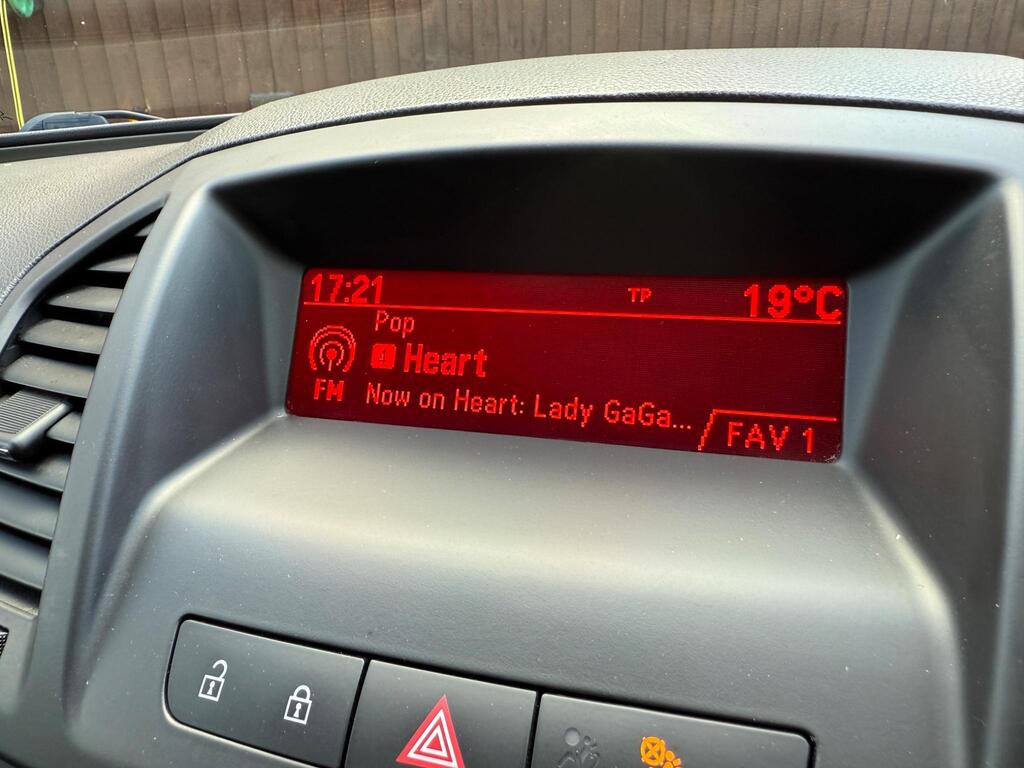 17:21 TP 19°C
Pop
Heart
FM
Now on Heart: Lady GaGa...
FAV 1